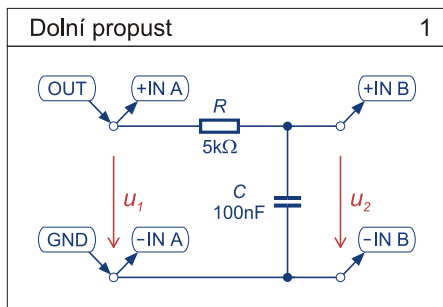 Dolní propust 1
OUT +IN A R +IN B
5kΩ
u1 C u2
100nF
GND −IN A −IN B